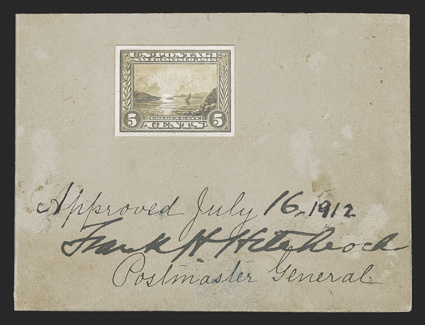 U.S. POSTAGE
5 CENTS 5
Approved July 16, 1912
Frank H Hitchcock
Postmaster General.